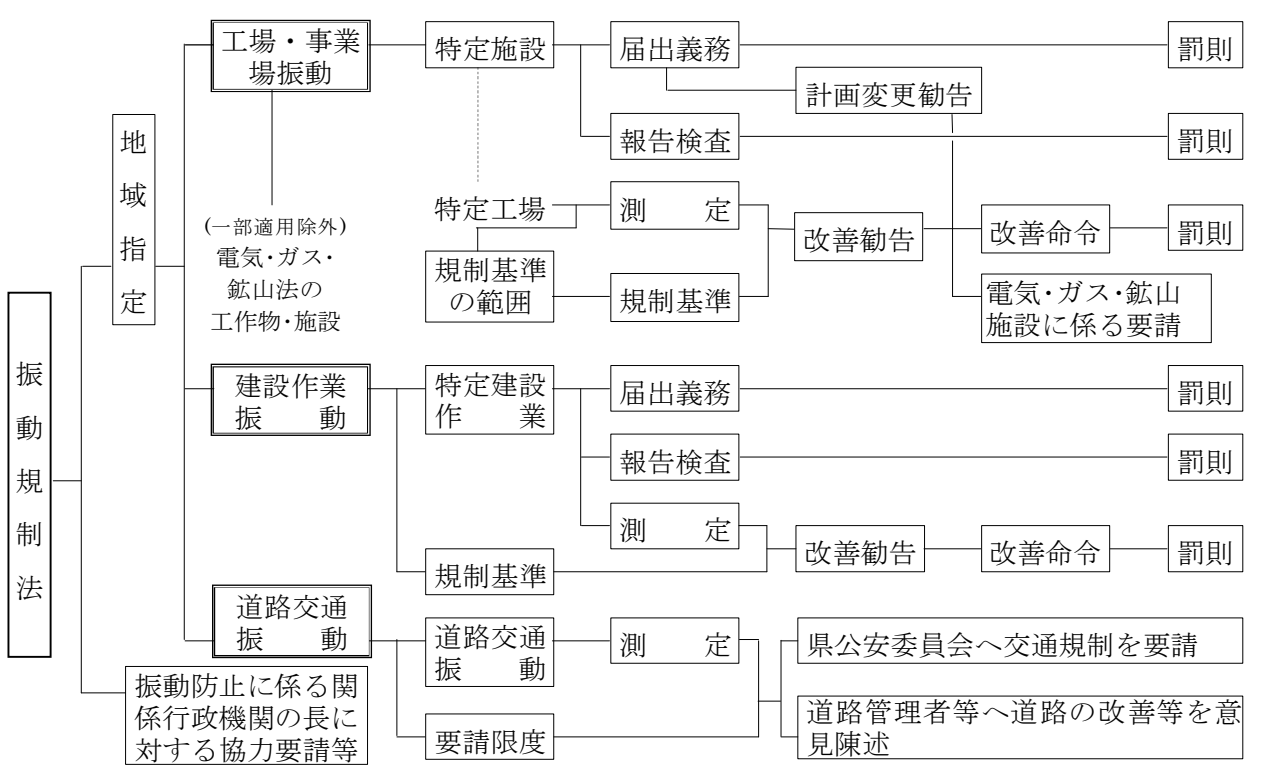 振動規制法
地域指定
工場・事業
場振動
(一部適用除外)
電気・ガス・
鉱山法の
工作物・施設
特定施設
届出義務
罰則
計画変更勧告
報告検査
罰則
特定工場
測　　定
規制基準
の範囲
規制基準
改善勧告
改善命令
罰則
電気・ガス・鉱山
施設に係る要請
建設作業
振　　動
特定建設
作　　業
届出義務
罰則
報告検査
罰則
測　　定
規制基準
改善勧告
改善命令
罰則
道路交通
振　　動
道路交通
振　　動
測　　定
要請限度
県公安委員会へ交通規制を要請
道路管理者等へ道路の改善等を意
見陳述
振動防止に係る関
係行政機関の長に
対する協力要請等